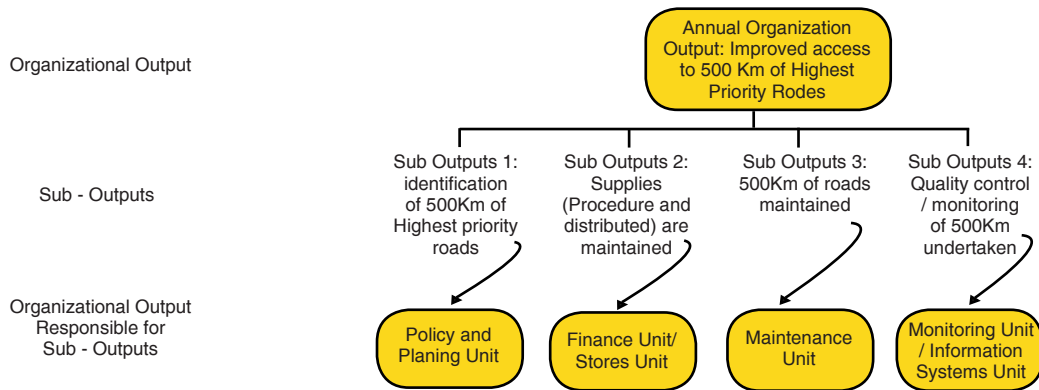 Organizational Output
Annual Organization
Output: Improved access
to 500 Km of Highest
Priority Rodes
Sub - Outputs
Sub Outputs 1:
identification
of 500Km of
Highest priority
roads
Sub Outputs 2:
Supplies
(Procedure and
distributed) are
maintained
Sub Outputs 3:
500Km of roads
maintained
Sub Outputs 4:
Quality control
/ monitoring
of 500Km
undertaken
Organizational Output
Responsible for
Sub - Outputs
Policy and
Planing Unit
Finance Unit/
Stores Unit
Maintenance
Unit
Monitoring Unit
/ Information
Systems Unit